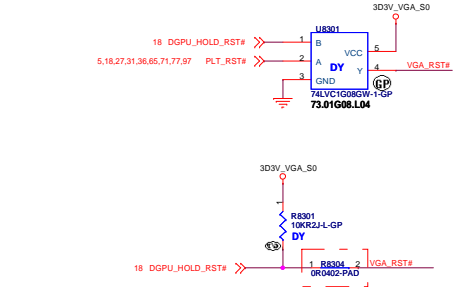 3D3V_VGA_S0
U8301
18 DGPU_HOLD_RST#
1
B
VCC
5
5,18,27,31,36,65,71,77,97 PLT_RST#
2
A
DY
Y
4
VGA_RST#
3
GND
GP
74LVC1G08GW-1-GP
73.01G08.L04
3D3V_VGA_S0
1
R8301
10KR2J-L-GP
DY
18 DGPU_HOLD_RST#
1 R8304 2
VGA_RST#
0R0402-PAD